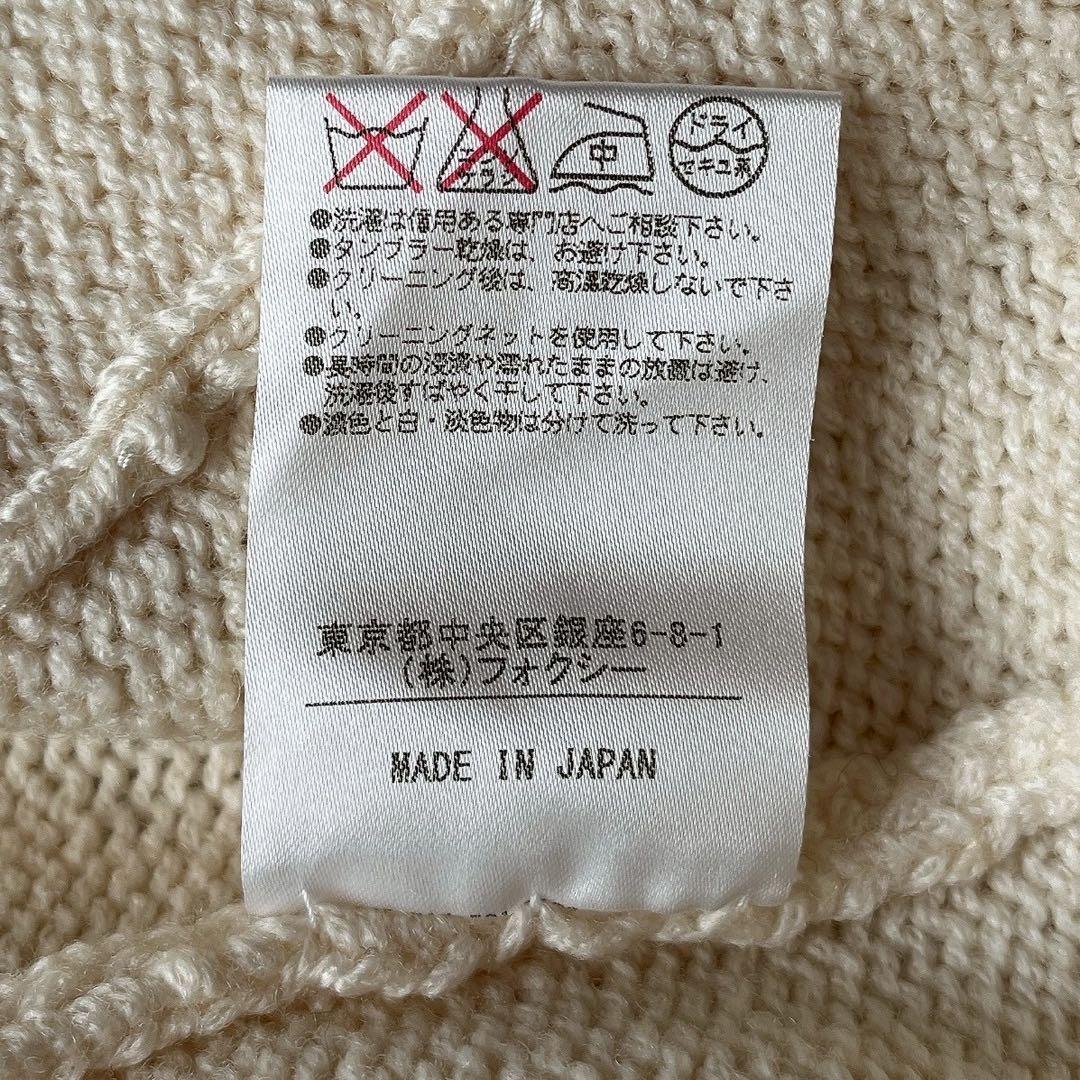 エンソ
サラシ
中
ドライ
セキユ系
●洗濯は信用ある専門店へご相談下さい。
●タンブラー乾燥は、お避け下さい。
●クリーニング後は、高温乾燥しないで下さ
い。
●クリーニングネットを使用して下さい。
●長時間の浸漬や濡れたままの放置は避け、
洗濯後すばやく干して下さい。
●濃色と白・淡色物は分けて洗って下さい。
東京都中央区銀座6-8-1
(株)フォクシー
MADE IN JAPAN